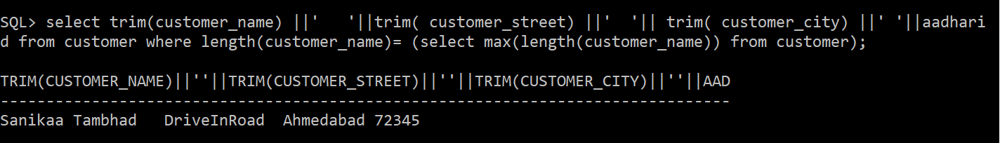 SQL> select trim(customer_name) ||'   '||trim( customer_street) ||'  '|| trim( customer_city) ||' '||aadhari
d from customer where length(customer_name)= (select max(length(customer_name)) from customer);
TRIM(CUSTOMER_NAME)||''||TRIM(CUSTOMER_STREET)||''||TRIM(CUSTOMER_CITY)||''||AAD
--------------------------------------------------------------------------------
Sanikaa Tambhad   DriveInRoad  Ahmedabad 72345